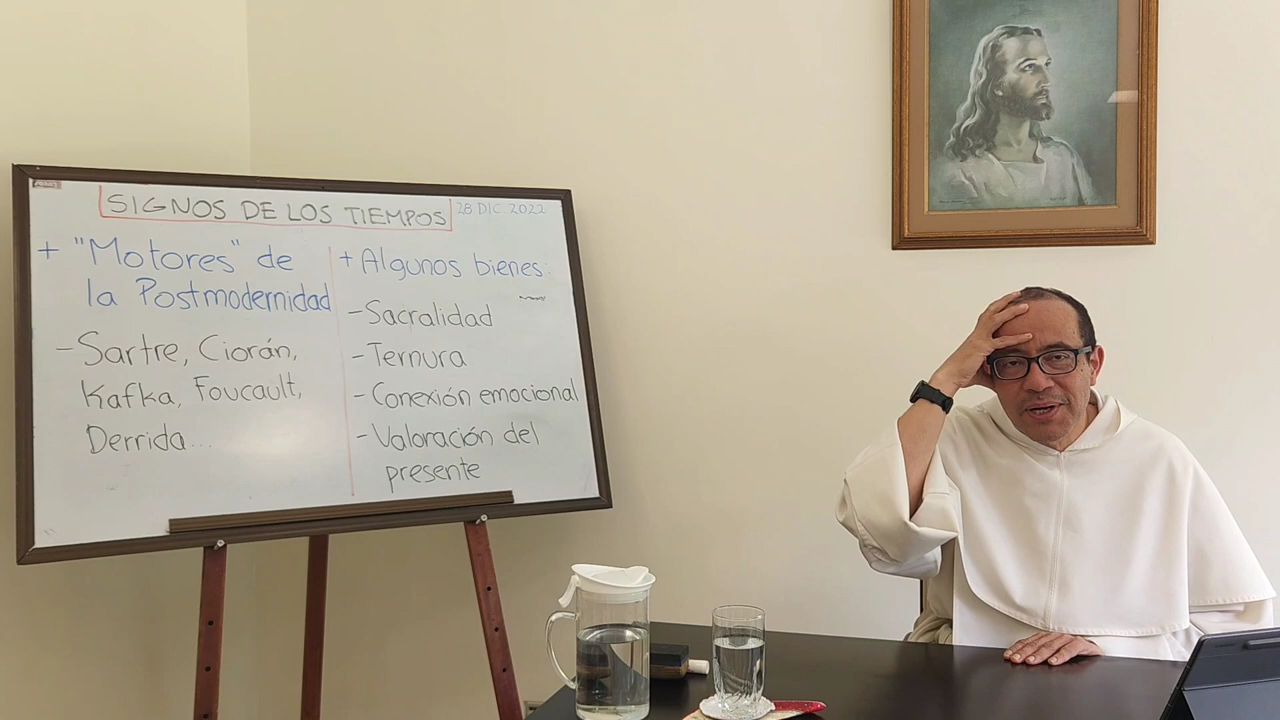 SIGNOS DE LOS TIEMPOS
28 DIC 2022
+ "Motores" de
la Postmodernidad
- Sartre, Ciorán,
Kafka, Foucault,
Derrida...
+ Algunos bienes:
- Sacralidad
- Ternura
- Conexión emocional
- Valoración del
presente